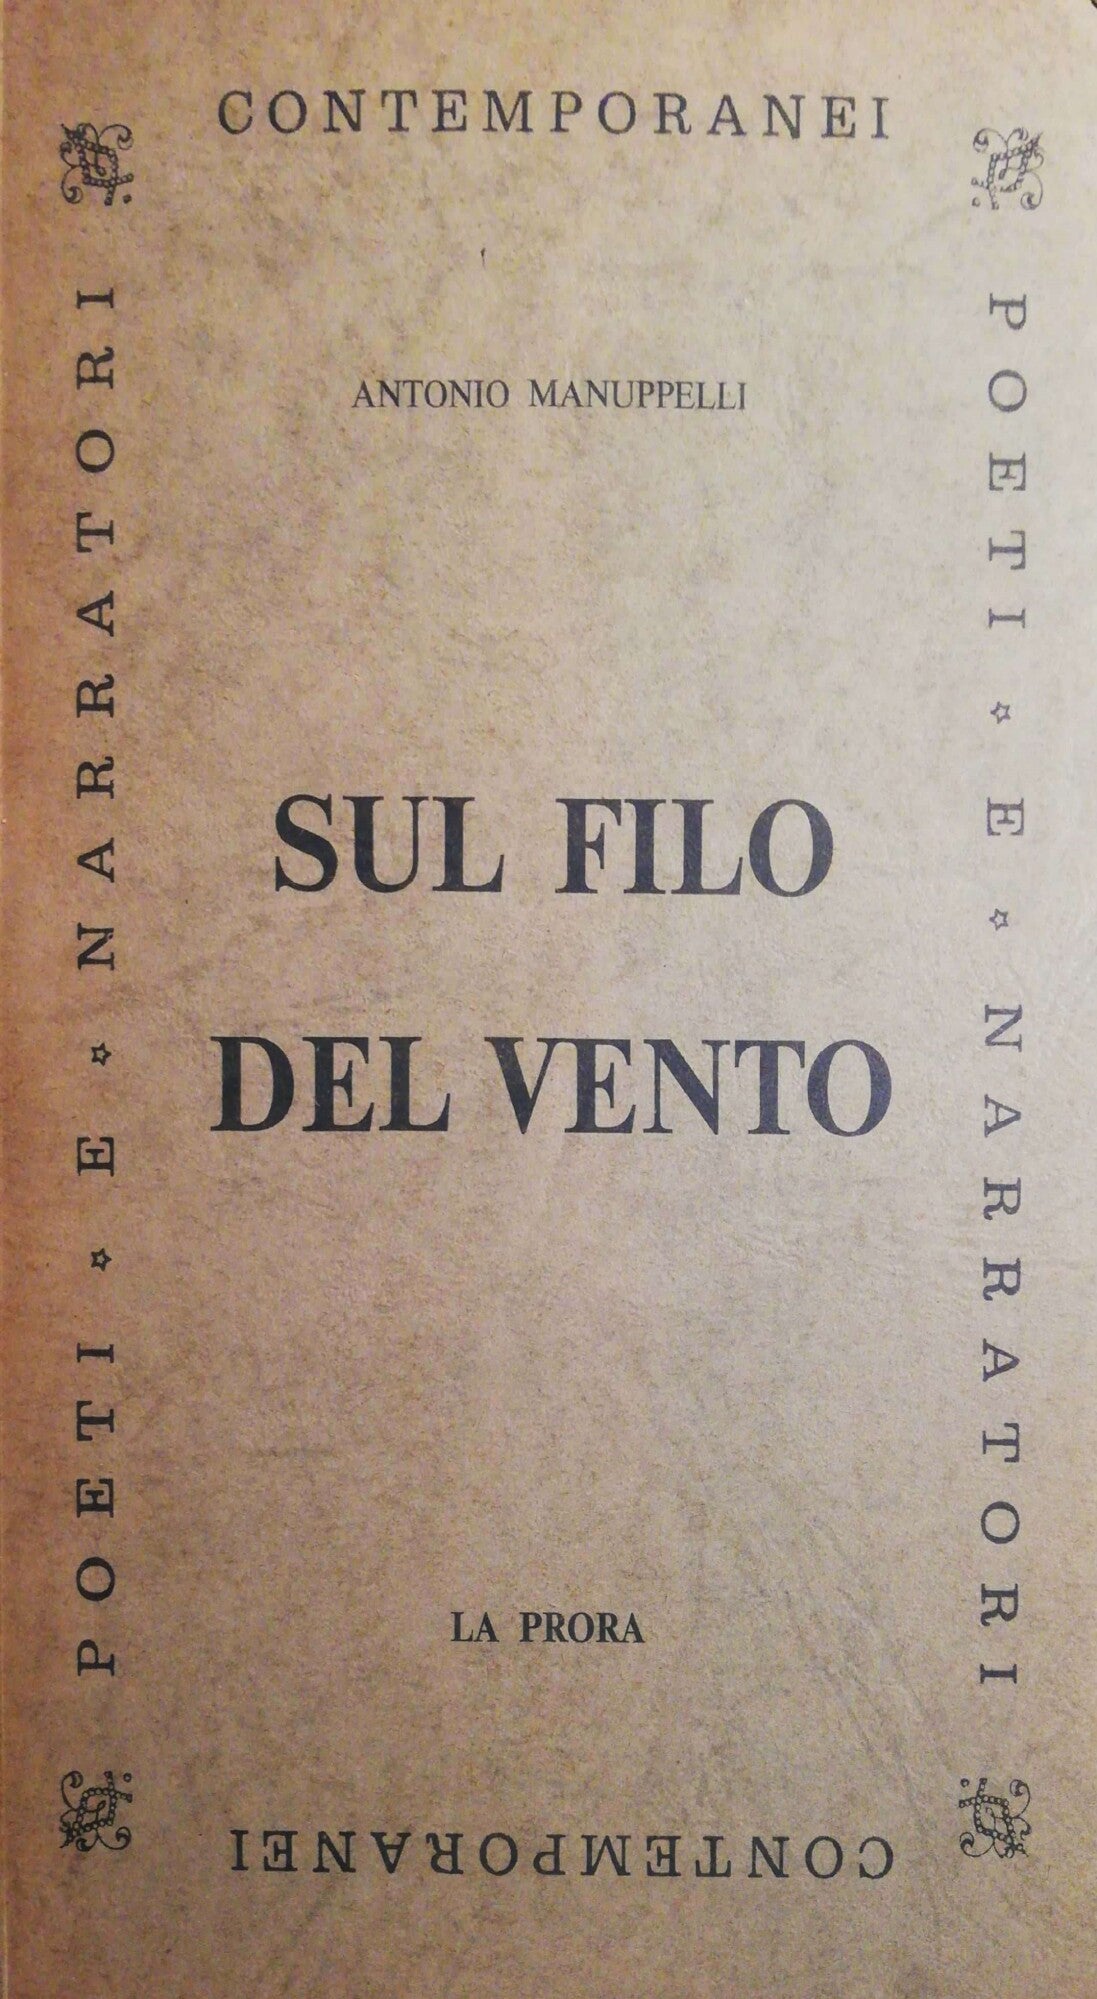 CONTEMPORANEI
POETI ☆ E ☆ NARRATORI
ANTONIO MANUPPELLI
SUL FILO
DEL VENTO
LA PRORA
POETI ☆ E ☆ NARRATORI
CONTEMPORANEI